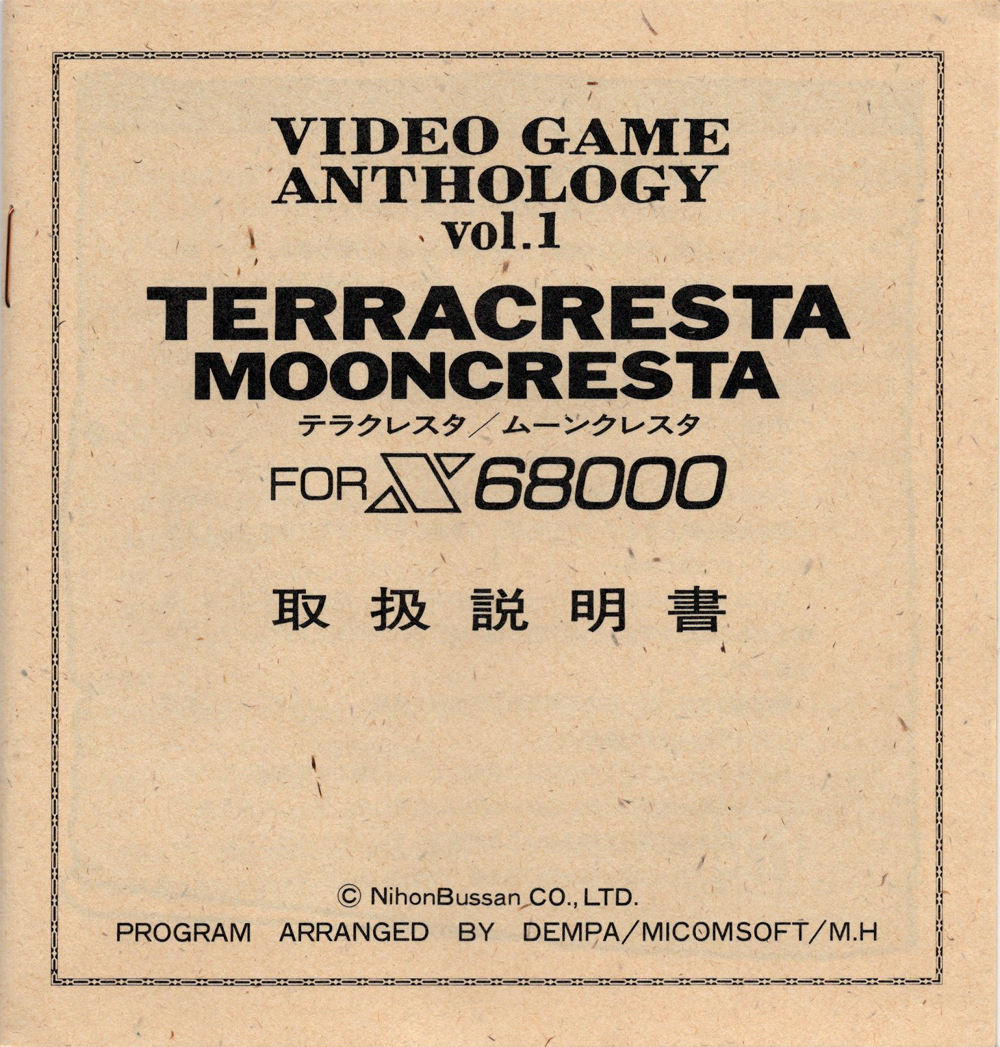 VIDEO GAME
ANTHOLOGY
vol.1
TERRACRESTA
MOONCRESTA
テラクレスタ／ムーンクレスタ
FOR X68000
取扱説明書
© NihonBussan CO.,LTD.
PROGRAM ARRANGED BY DEMPA/MICOMSOFT/M.H